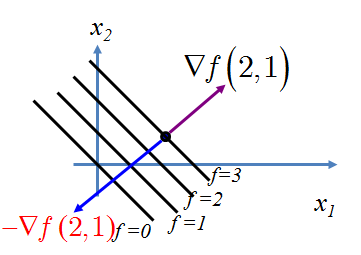 x₂
∇f(2,1)
f=3
f=2
x₁
−∇f(2,1)
f=0
f=1